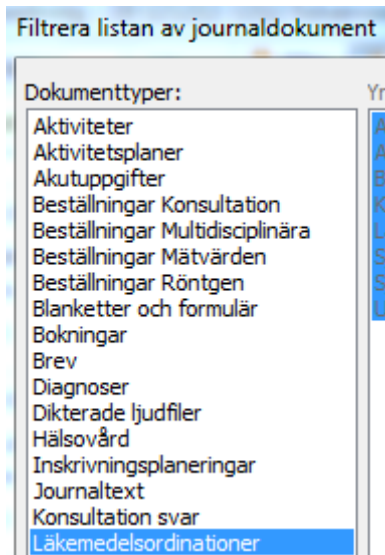 Filtrera listan av journaldokument
Dokumenttyper:
Aktiviteter
Aktivitetsplaner
Akutuppgifter
Beställningar Konsultation
Beställningar Multidisciplinära
Beställningar Mätvärden
Beställningar Röntgen
Blanketter och formulär
Bokningar
Brev
Diagnoser
Dikterade ljudfiler
Hälsovård
Inskrivningsplaneringar
Journaltext
Konsultation svar
Läkemedelsordinationer